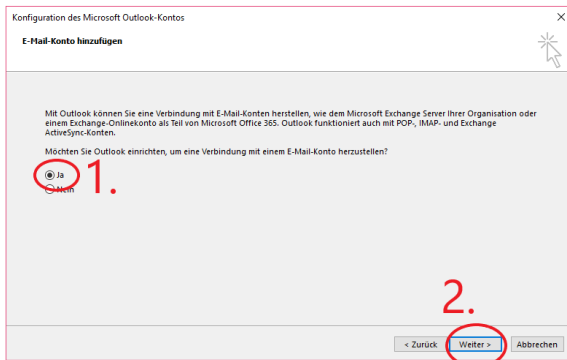 Konfiguration des Microsoft Outlook-Kontos
E-Mail-Konto hinzufügen
Mit Outlook können Sie eine Verbindung mit E-Mail-Konten herstellen, wie dem Microsoft Exchange Server Ihrer Organisation oder
einem Exchange-Onlinekonto als Teil von Microsoft Office 365. Outlook funktioniert auch mit POP-, IMAP- und Exchange
ActiveSync-Konten.
Möchten Sie Outlook einrichten, um eine Verbindung mit einem E-Mail-Konto herzustellen?
Ja
1.
Nein
2.
< Zurück Weiter > Abbrechen